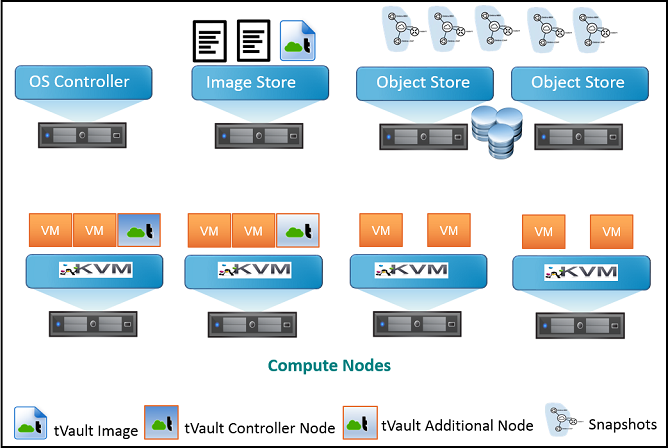 OS Controller
Image Store
Object Store
Object Store
VM VM t
VM VM t
VM VM
VM VM
KVM
KVM
KVM
KVM
Compute Nodes
tVault Image
tVault Controller Node
tVault Additional Node
Snapshots